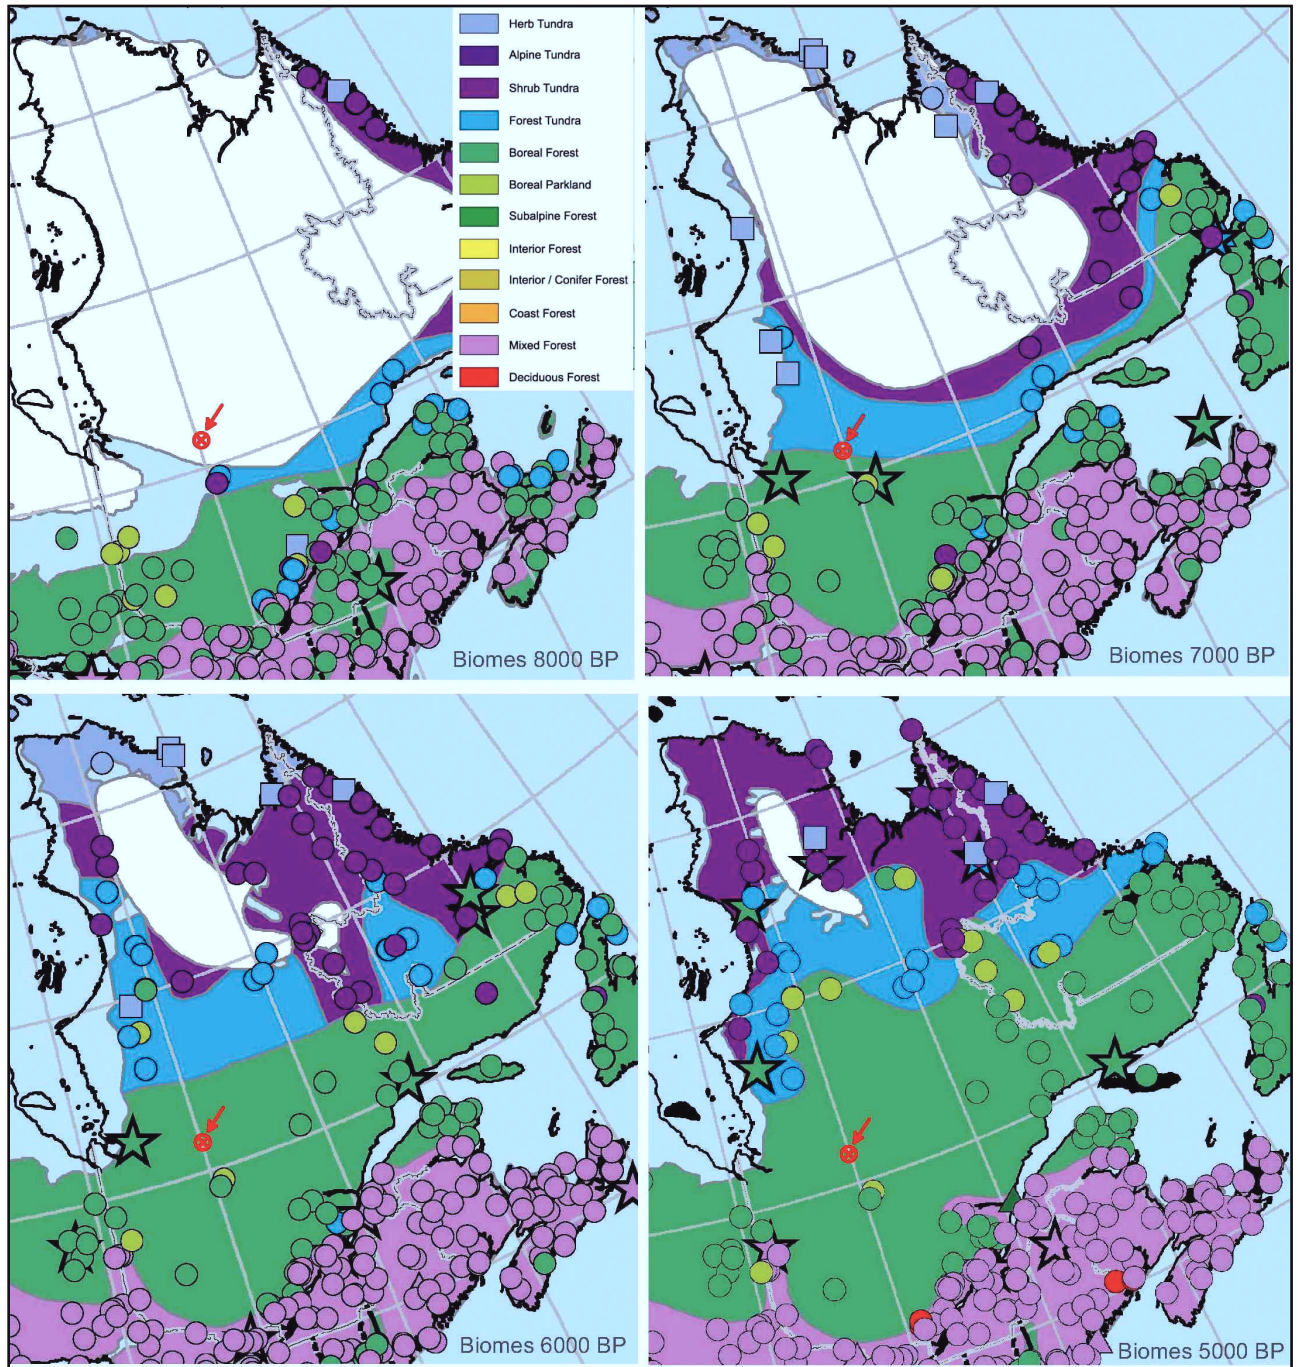 Herb Tundra
Alpine Tundra
Shrub Tundra
Forest Tundra
Boreal Forest
Boreal Parkland
Subalpine Forest
Interior Forest
Interior / Conifer Forest
Coast Forest
Mixed Forest
Deciduous Forest
Biomes 8000 BP
Biomes 7000 BP
Biomes 6000 BP
Biomes 5000 BP